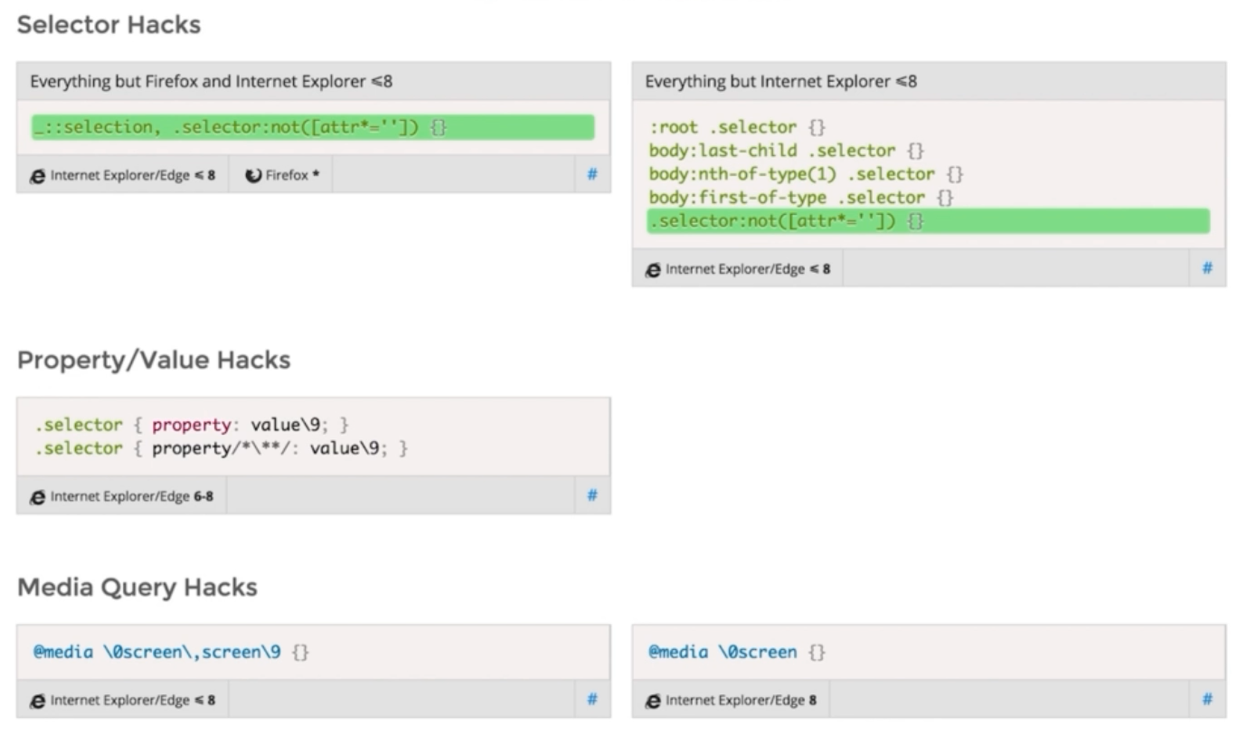 Selector Hacks
Everything but Firefox and Internet Explorer ⩽8
_::selection, .selector:not([attr*='']) {}
Internet Explorer/Edge ⩽ 8
Firefox *
#
Everything but Internet Explorer ⩽8
:root .selector {}
body:last-child .selector {}
body:nth-of-type(1) .selector {}
body:first-of-type .selector {}
.selector:not([attr*='']) {}
Internet Explorer/Edge ⩽ 8
#
Property/Value Hacks
.selector { property: value\9; }
.selector { property/*\**/: value\9; }
Internet Explorer/Edge 6-8
#
Media Query Hacks
@media \0screen\,screen\9 {}
Internet Explorer/Edge ⩽ 8
#
@media \0screen {}
Internet Explorer/Edge 8
#